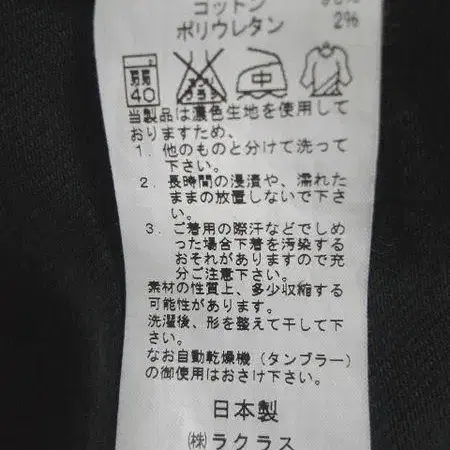 コットン
ポリウレタン 2%
40
当製品は濃色生地を使用して
おりますため、
1. 他のものと分けて洗って
下さい。
2. 長時間の浸漬や、濡れた
ままの放置しないで下さ
い。
3. ご着用の際汗などでしめ
った場合下着を汚染する
おそれがありますので充
分ご注意下さい。
素材の性質上、多少収縮する
可能性があります。
洗濯後、形を整えて干して下
さい。
なお自動乾燥機(タンブラー)
の御使用はおさけ下さい。
日本製
㈱ラクラス